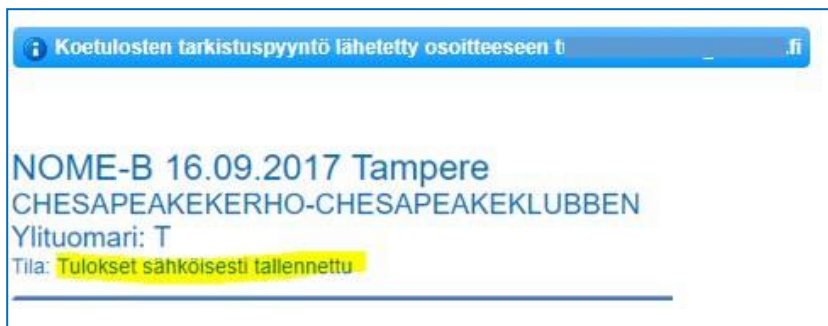 Koetulosten tarkistuspyyntö lähetetty osoitteeseen t .fi
NOME-B 16.09.2017 Tampere
CHESAPEAKEKERHO-CHESAPEAKEKLUBBEN
Ylituomari: T
Tila: Tulokset sähköisesti tallennettu